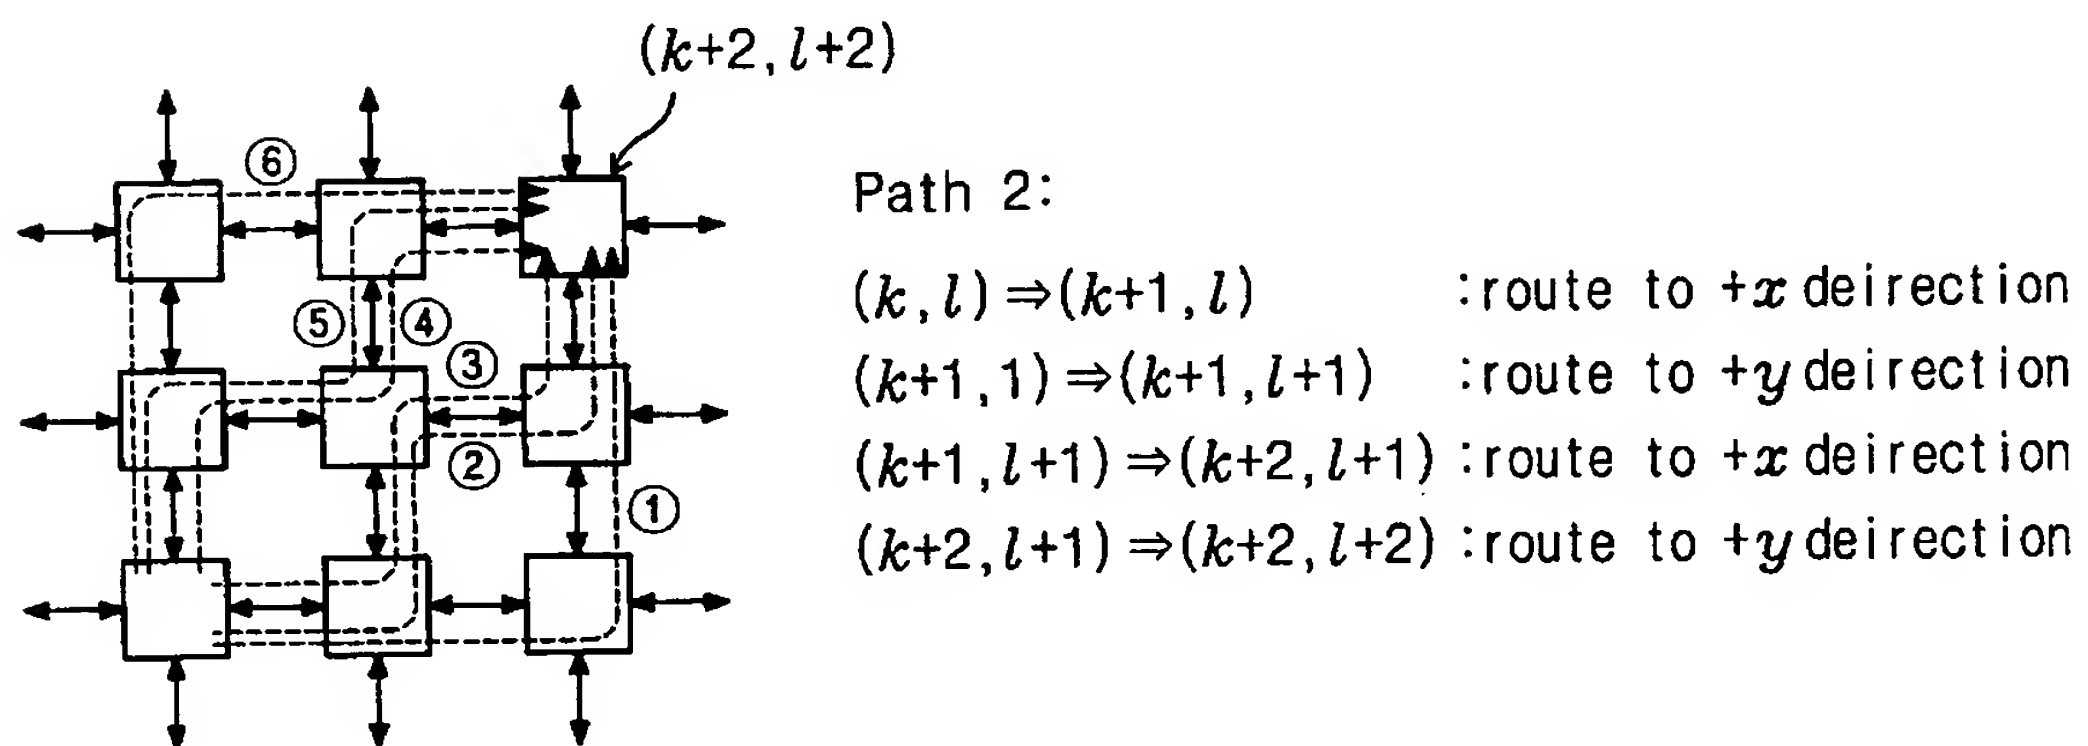 (k+2,l+2)
⑥
Path 2:
(k,l)⇒(k+1,l) :route to +x deirection
⑤ ④
③
(k+1,1)⇒(k+1,l+1) :route to +y deirection
②
(k+1,l+1)⇒(k+2,l+1) :route to +x deirection
①
(k+2,l+1)⇒(k+2,l+2) :route to +y deirection